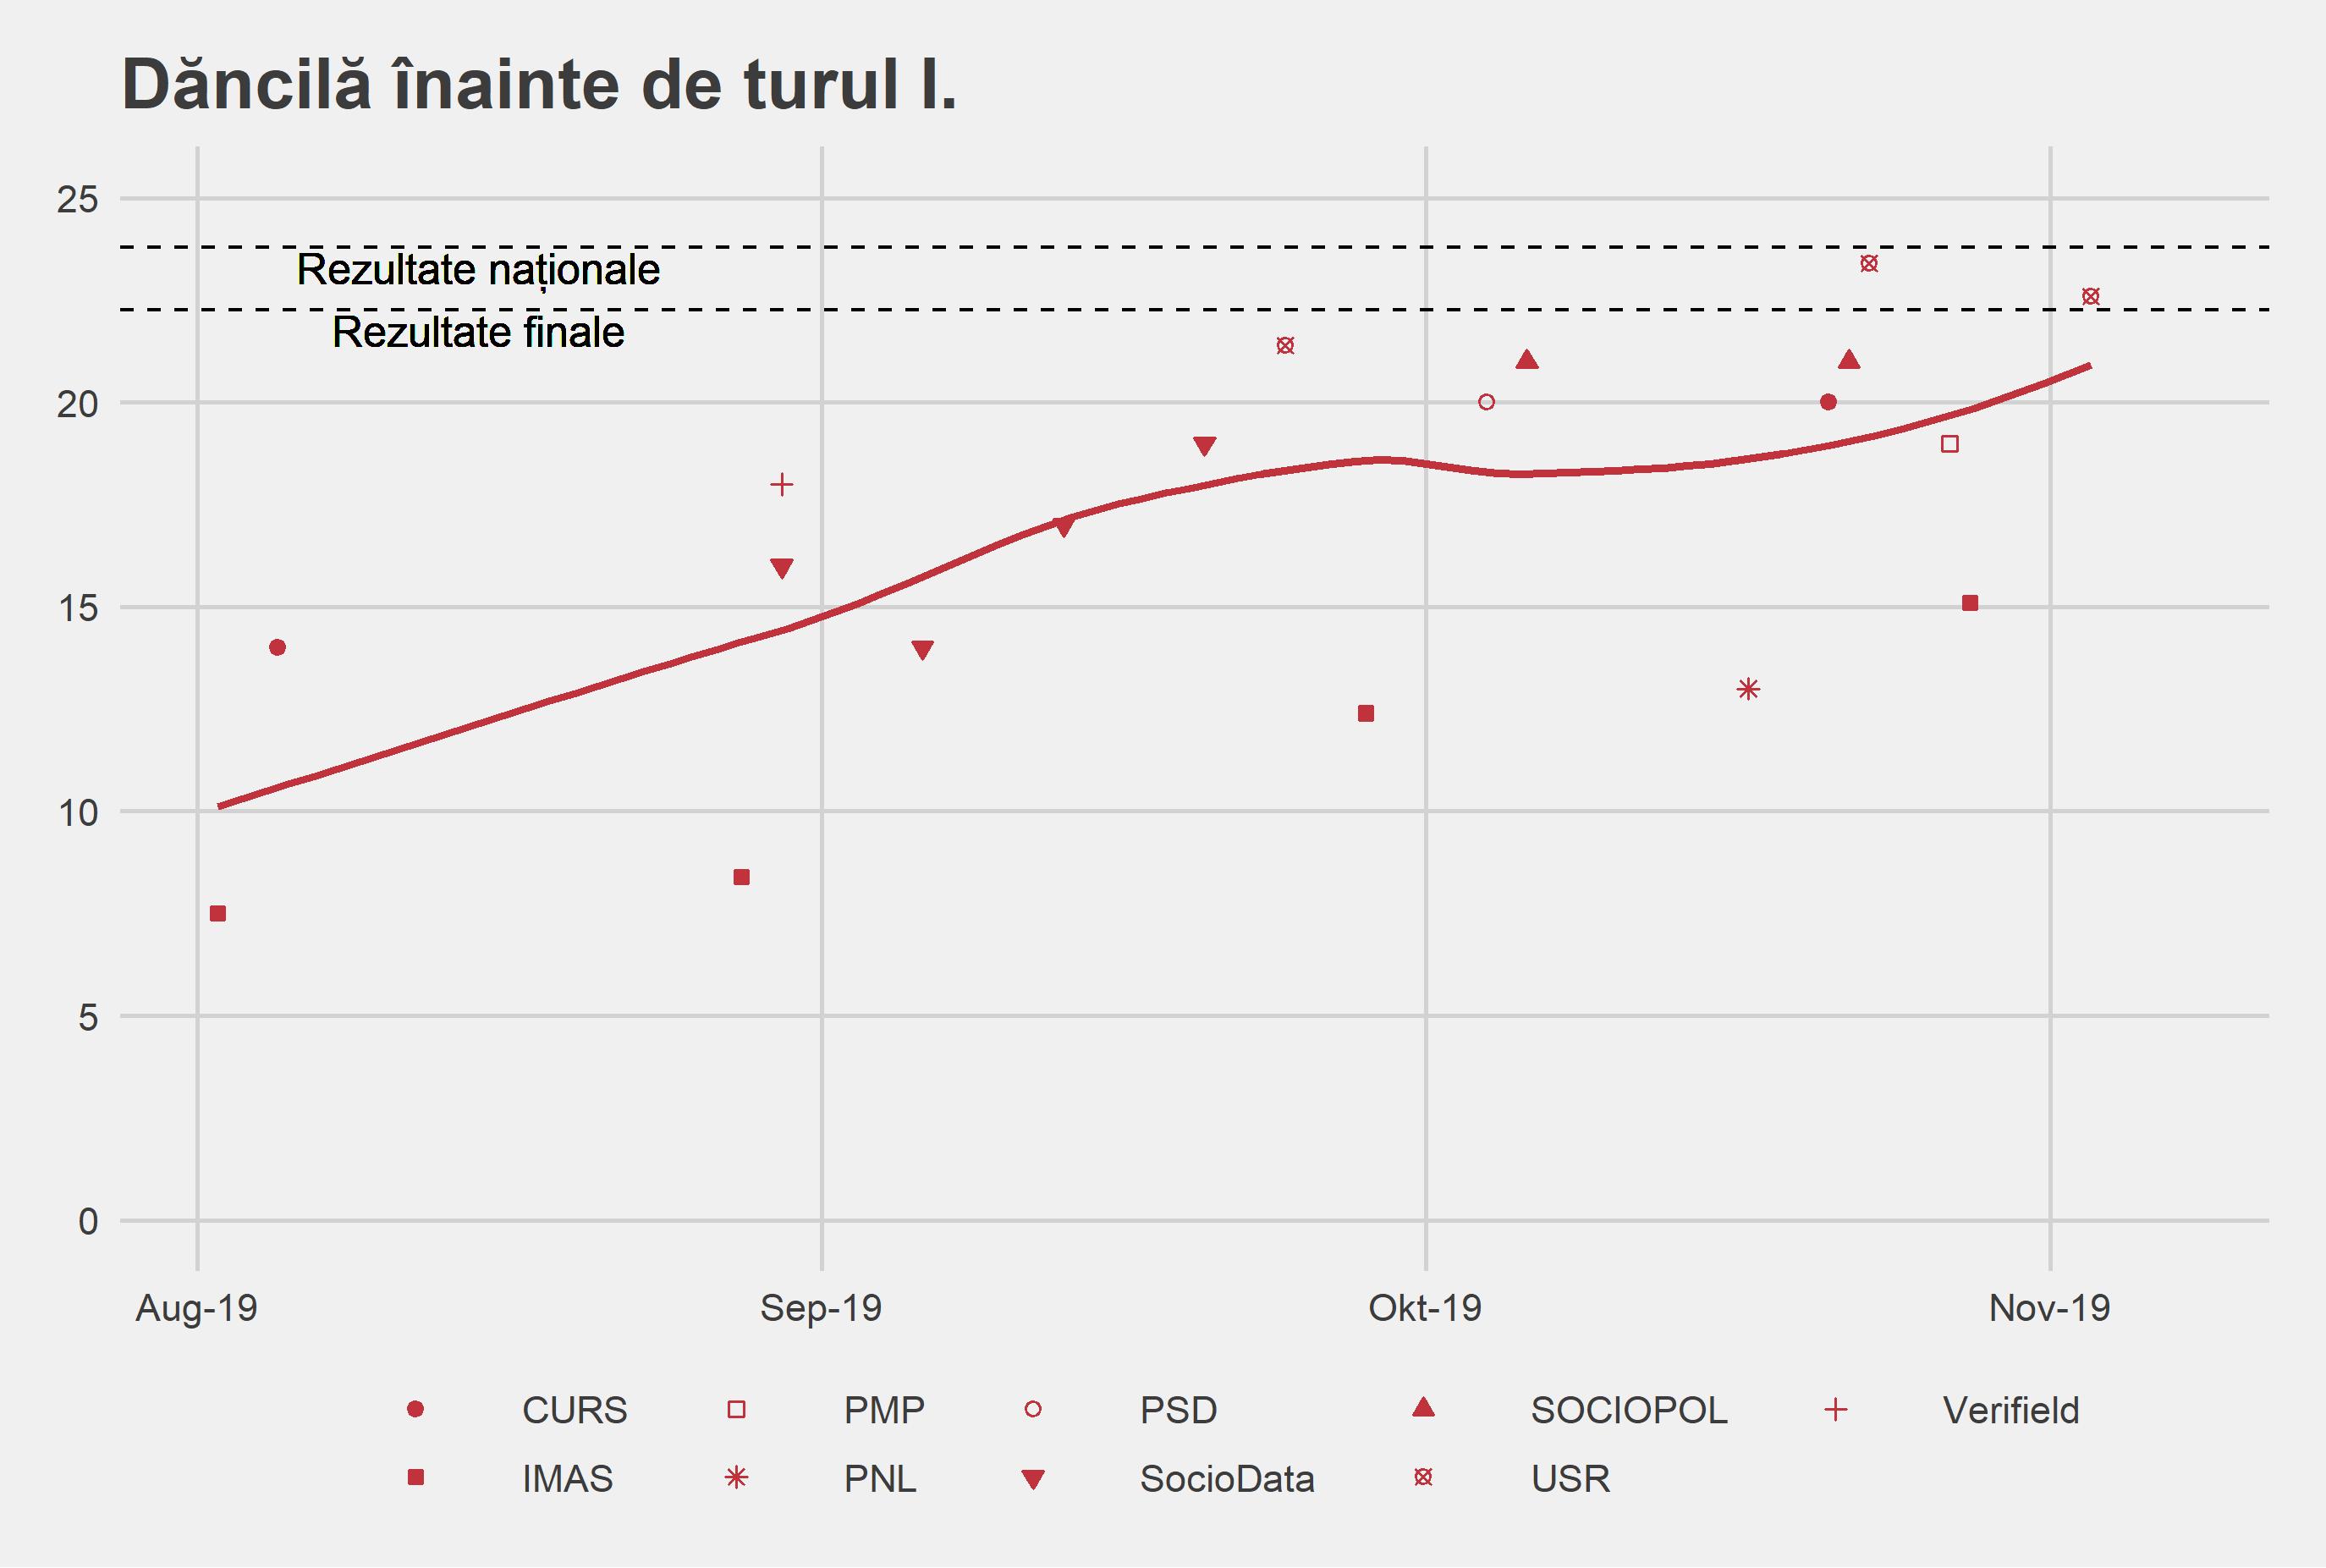 Dăncilă înainte de turul I.
25
Rezultate naționale
Rezultate finale
20
15
10
5
0
Aug-19 Sep-19 Okt-19 Nov-19
CURS PMP PSD SOCIOPOL Verifield
IMAS PNL SocioData USR